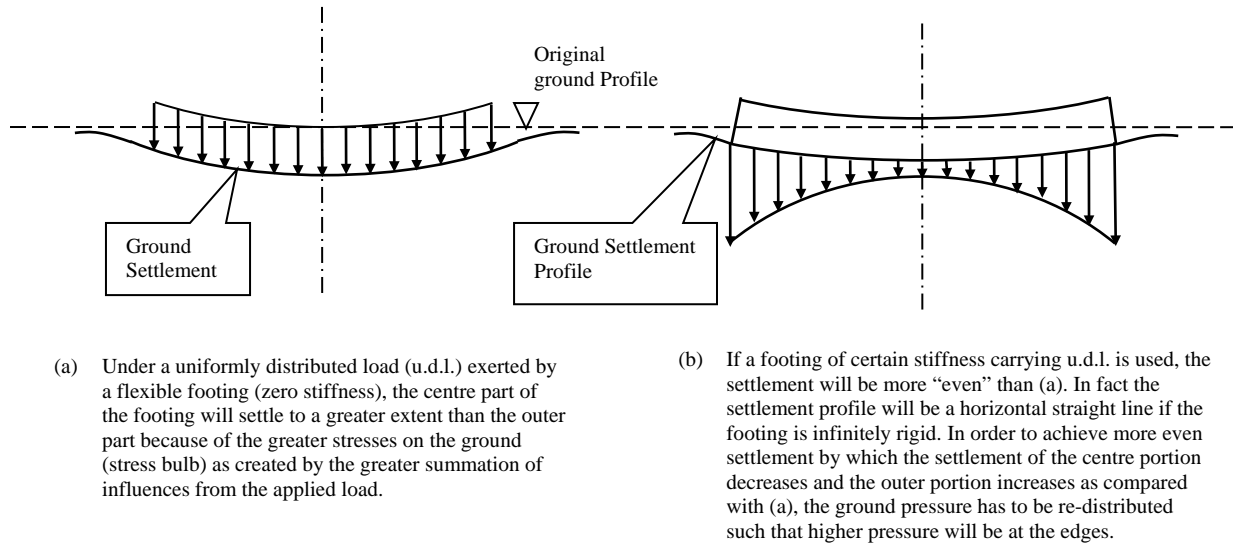 Original
ground Profile
Ground
Settlement
Ground Settlement
Profile
(a) Under a uniformly distributed load (u.d.l.) exerted by
a flexible footing (zero stiffness), the centre part of
the footing will settle to a greater extent than the outer
part because of the greater stresses on the ground
(stress bulb) as created by the greater summation of
influences from the applied load.
(b) If a footing of certain stiffness carrying u.d.l. is used, the
settlement will be more “even” than (a). In fact the
settlement profile will be a horizontal straight line if the
footing is infinitely rigid. In order to achieve more even
settlement by which the settlement of the centre portion
decreases and the outer portion increases as compared
with (a), the ground pressure has to be re-distributed
such that higher pressure will be at the edges.